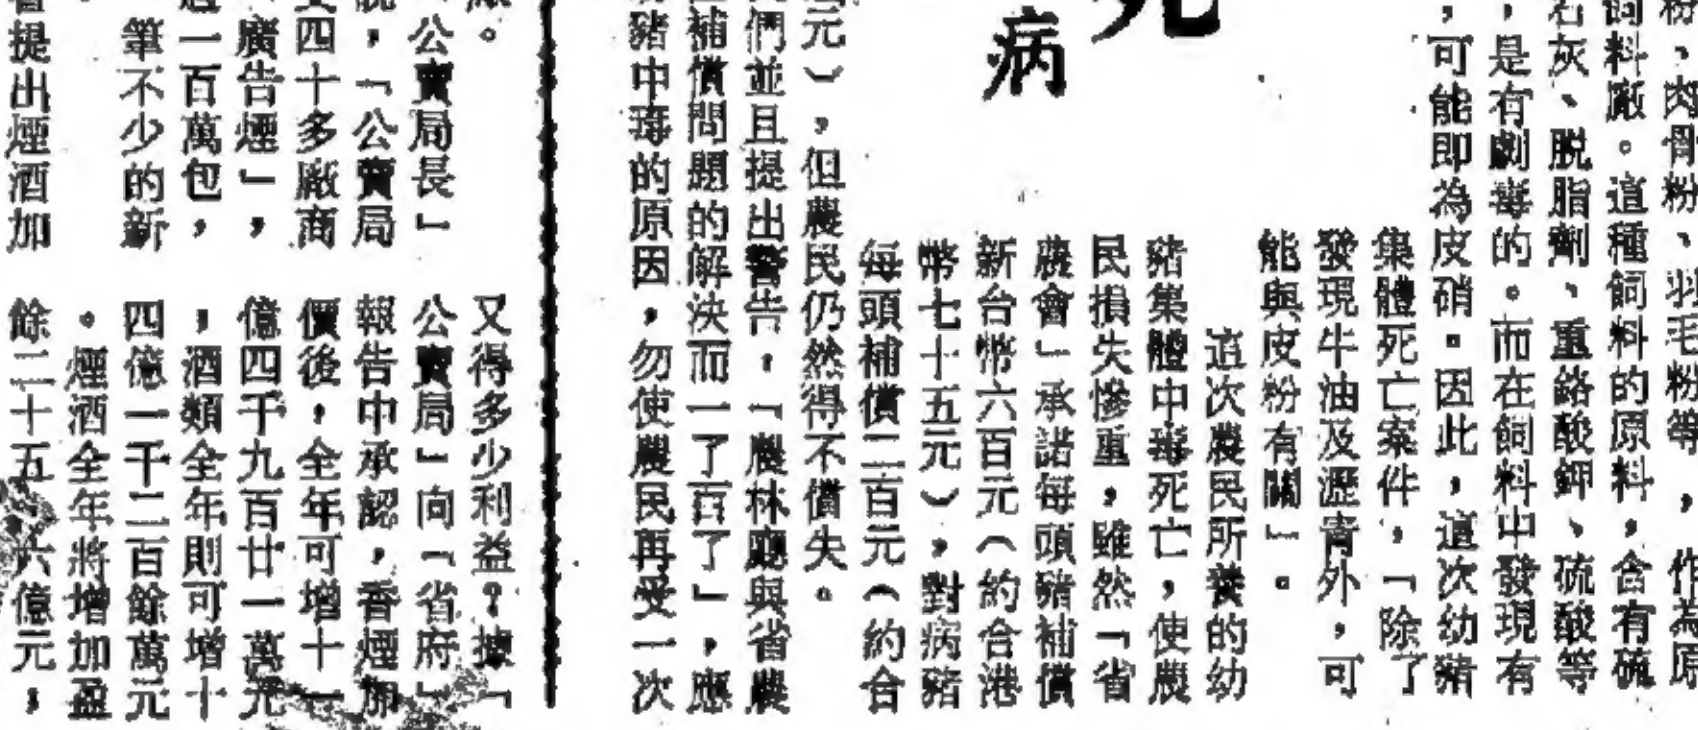 死
病
粉、肉骨粉、羽毛粉等，作為原
飼料廠。這種飼料的原料，含有硫
石灰、脱脂劑、重鉻酸鉀、硫酸等
，是有劇毒的。而在飼料中發現有
，可能即為皮硝。因此，這次幼豬
集體死亡案件，「除了
發現牛油及瀝青外，可
能與皮粉有關」。
這次農民所養的幼
豬集體中毒死亡，使農
民損失慘重，雖然「省
農會」承諾每頭豬補償
新台幣六百元（約合港
幣七十五元），對病豬
每頭補償二百元（約合
元），但農民仍然得不償失。
們並且提出警告，「農林廳與省農
補償問題的解決而一了百了」，應
豬中毒的原因，勿使農民再受一次
。
公賣局長」
，「公賣局
四十多廠商
廣告煙」，
一百萬包，
筆不少的新
提出煙酒加
又得多少利益？據「
公賣局」向「省府」
報告中承認，香煙加
價後，全年可增十一
億四千九百廿一萬元
，酒類全年則可增十
四億一千二百餘萬元
。煙酒全年將增加盈
餘二十五、六億元，